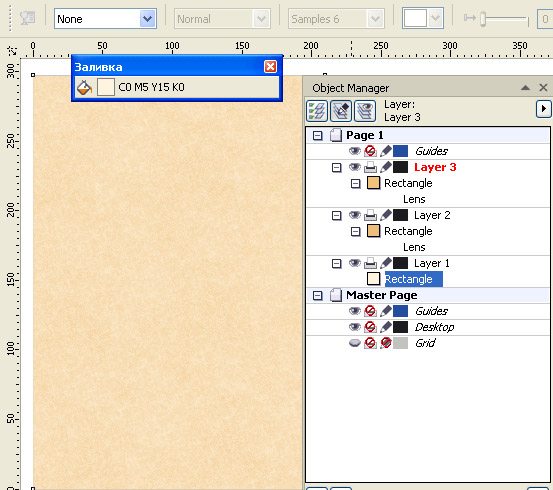 None
Normal
Samples 6
0
0 50 100 150 200 250 300 350
300
250
200
150
100
50
0
Заливка
C0 M5 Y15 K0
Object Manager
Layer:
Layer 3
Page 1
Guides
Layer 3
Rectangle
Lens
Layer 2
Rectangle
Lens
Layer 1
Rectangle
Master Page
Guides
Desktop
Grid